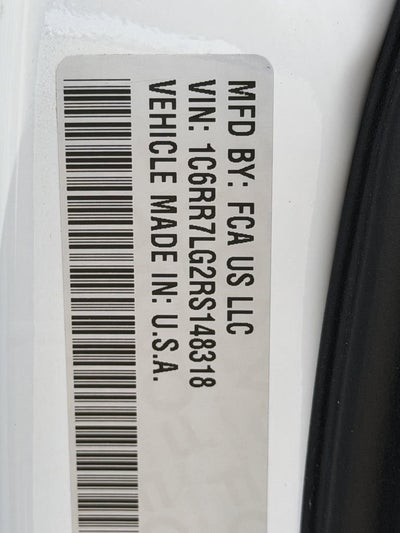 MFD BY: FCA US LLC
VIN: 1C6RR7LG2RS148318
VEHICLE MADE IN: U.S.A.